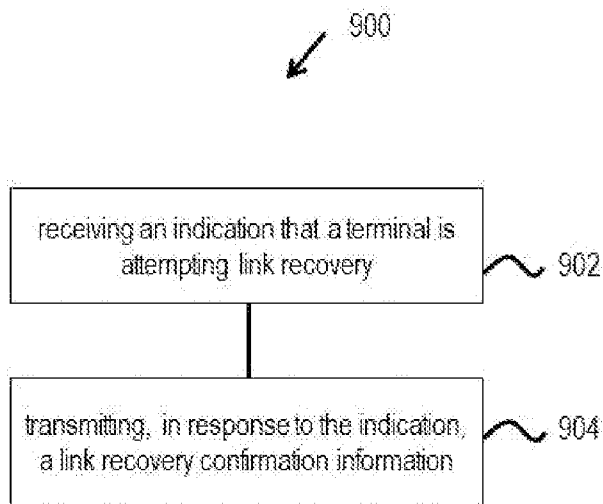 900
receiving an indication that a terminal is
attempting link recovery
902
transmitting, in response to the indication,
a link recovery confirmation information
904